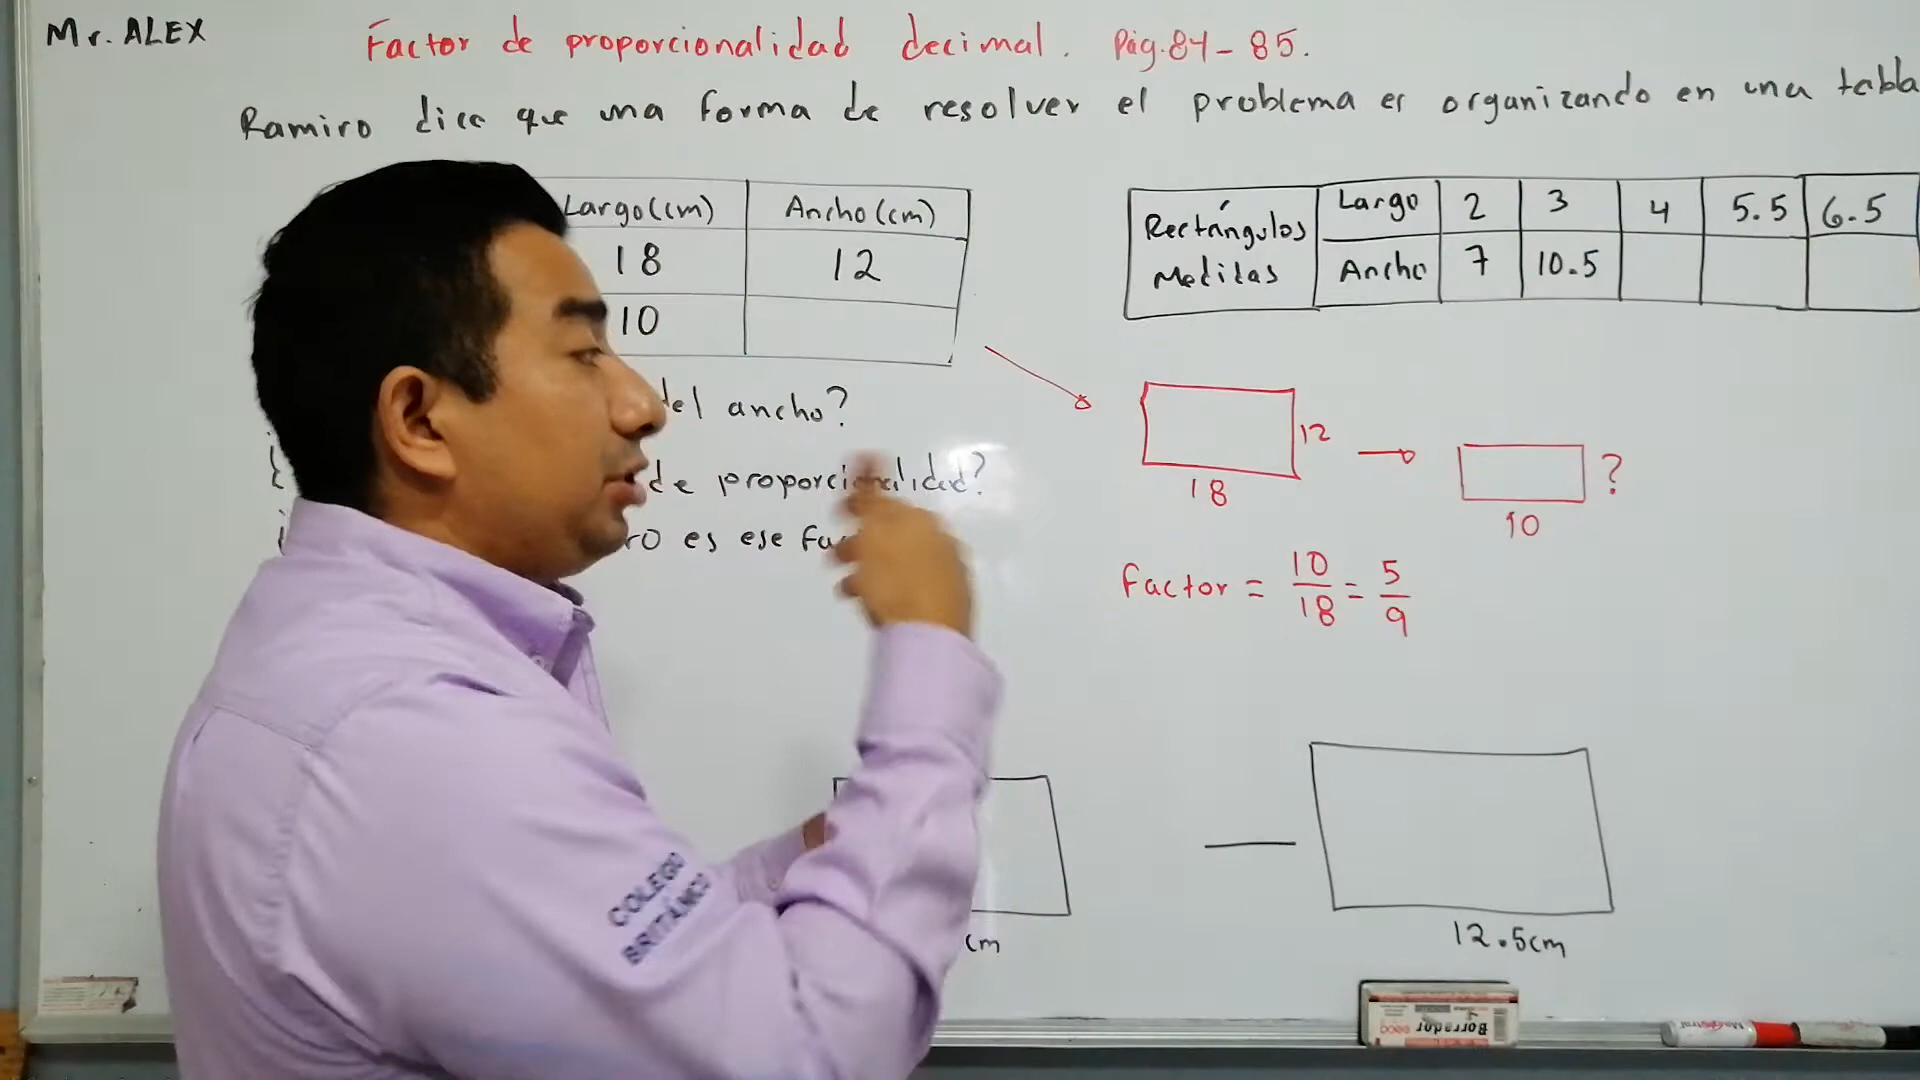 Mr. ALEX
Factor de proporcionalidad decimal. Pág. 84 - 85.
Ramiro dice que una forma de resolver el problema es organizando en una tabla
Largo (cm) Ancho (cm)
18 12
10
Rectángulos Medidas
Largo 2 3 4 5.5 6.5
Ancho 7 10.5
del ancho?
de proporcionalidad?
es ese
12
18
?
10
Factor = 10/18 = 5/9
cm
12.5cm
COLEGIO
BRITÁNICO
Borrador